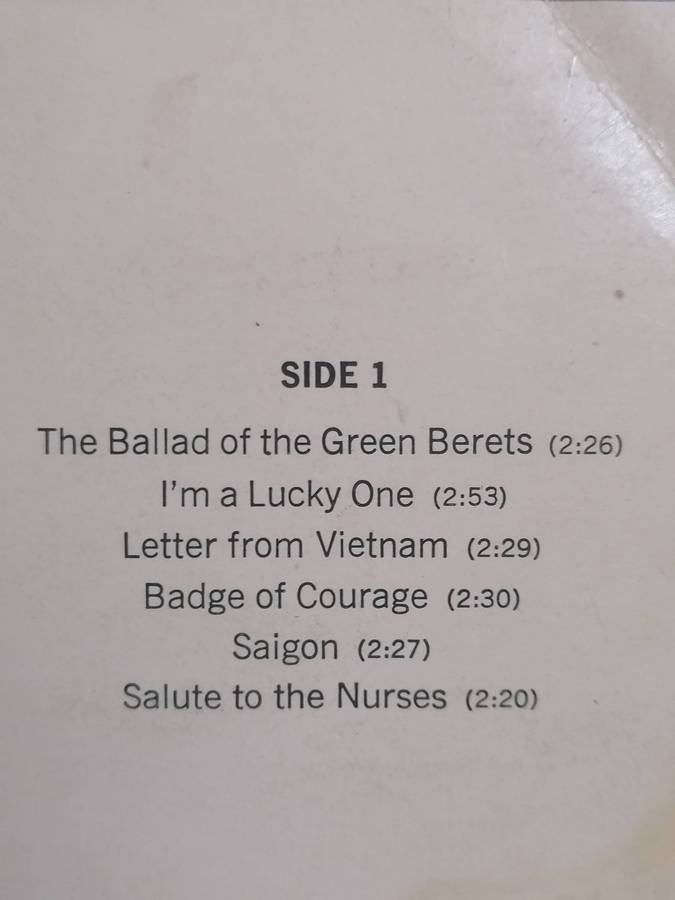 SIDE 1
The Ballad of the Green Berets (2:26)
I'm a Lucky One (2:53)
Letter from Vietnam (2:29)
Badge of Courage (2:30)
Saigon (2:27)
Salute to the Nurses (2:20)